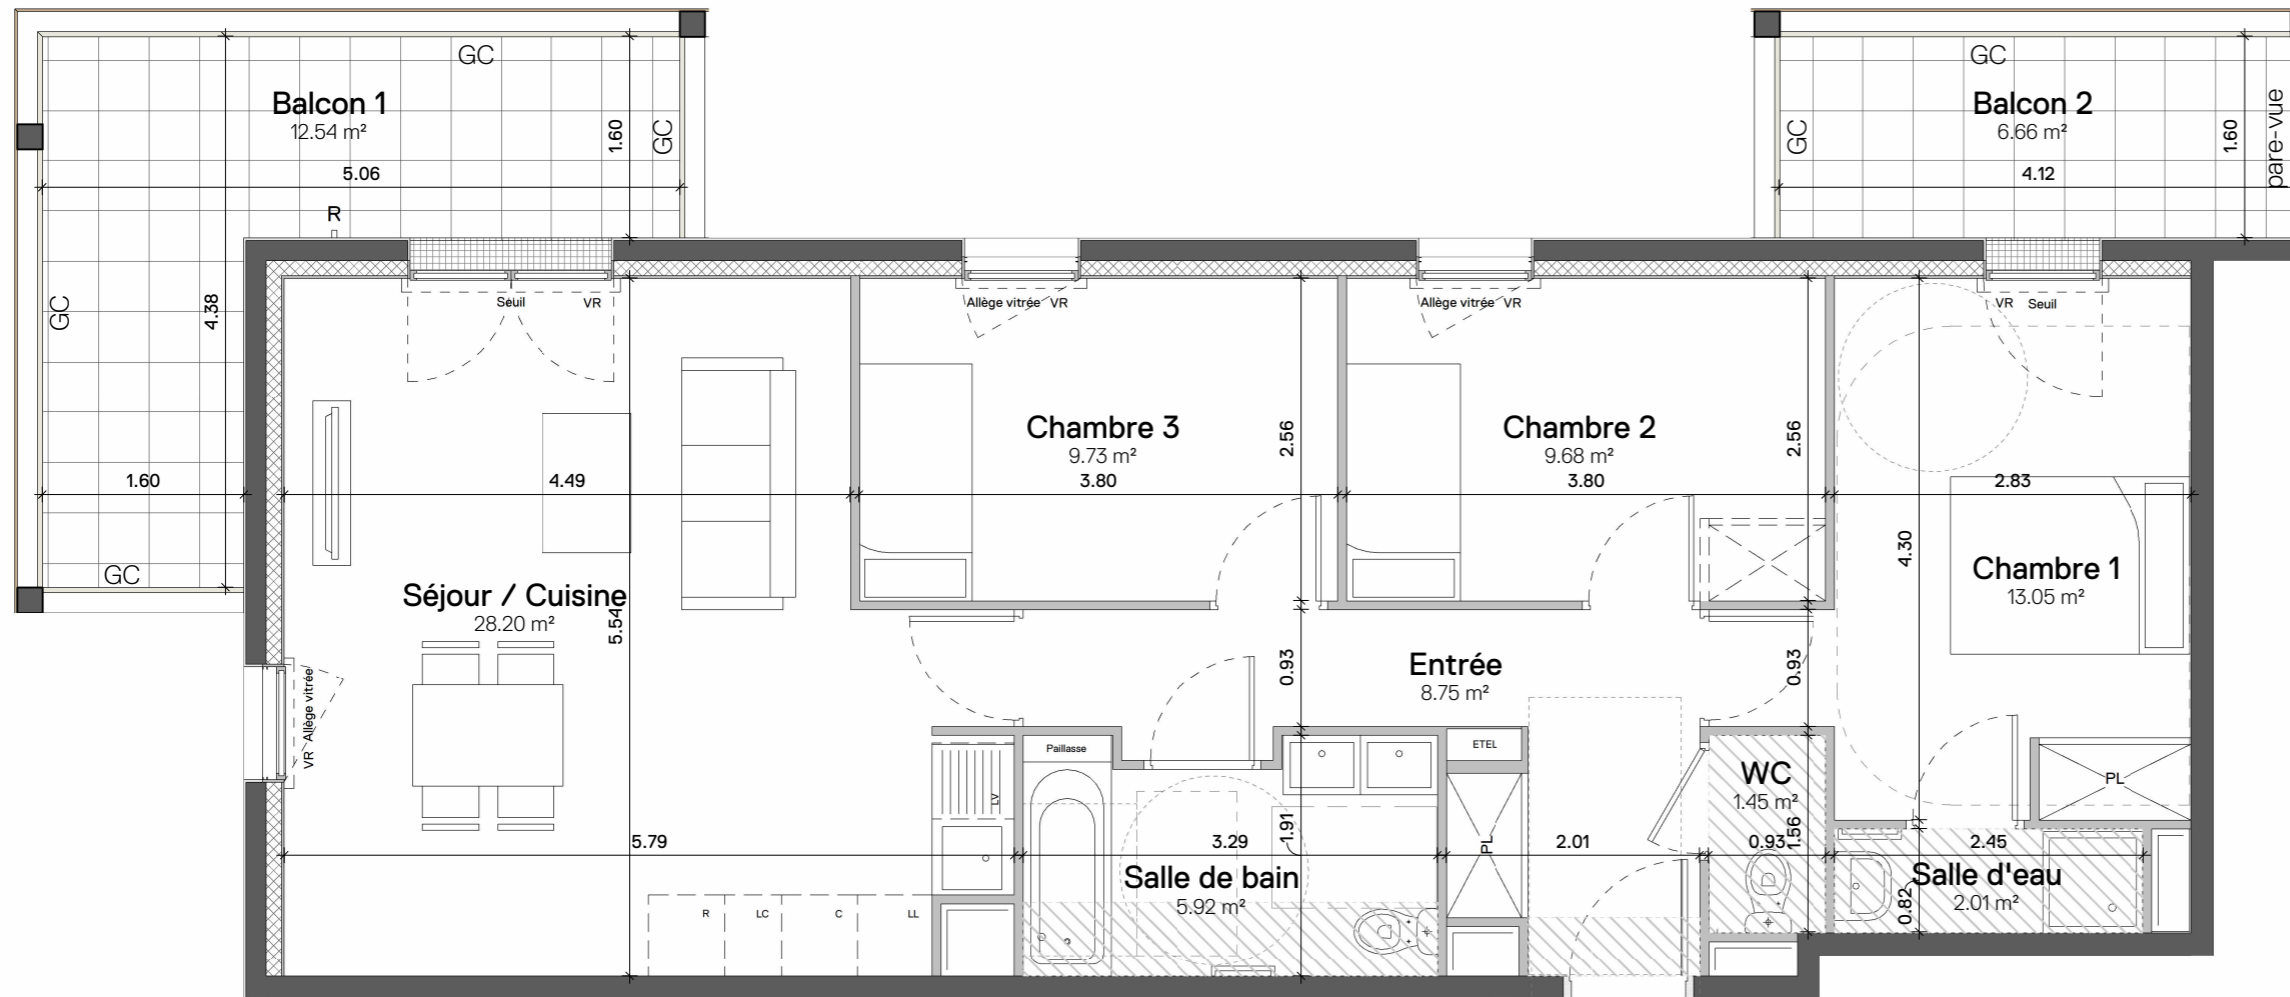 GC
Balcon 1
12.54 m²
1.60
GC
5.06
R
GC
4.38
1.60
GC
GC
Balcon 2
6.66 m²
GC
1.60
pare-vue
4.12
Seuil
VR
Allège vitrée VR
Allège vitrée VR
VR Seuil
Chambre 3
9.73 m²
3.80
2.56
Chambre 2
9.68 m²
3.80
2.56
2.83
4.30
Chambre 1
13.05 m²
4.49
Séjour / Cuisine
28.20 m²
5.54
VR Allège vitrée
0.93
Entrée
8.75 m²
0.93
Paillasse
ETEL
LV
WC
1.45 m²
1.56
0.93
PL
PL
5.79
3.29
1.91
2.01
2.45
Salle de bain
5.92 m²
Salle d'eau
2.01 m²
0.82
R
LC
C
LL